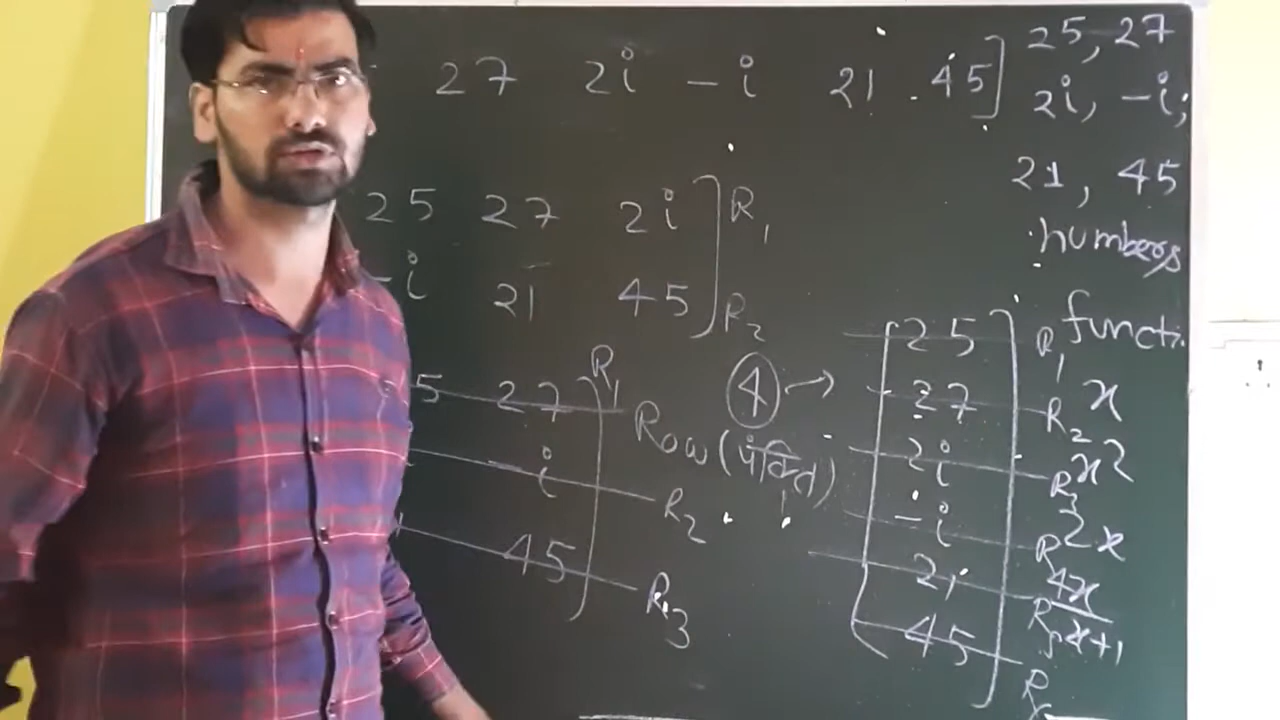 27 2i -i 21 45]
25, 27
2i, -i;
21, 45
numbers
functi
x
x2
2x
4x
x+1
25 27 2i] R1
-i 21 45] R2
5 27] R1
Row (पंक्ति)
i R2
45 R3
4 →
[25] R1
27 R2
2i R3
-i R
21 R5
45 R6